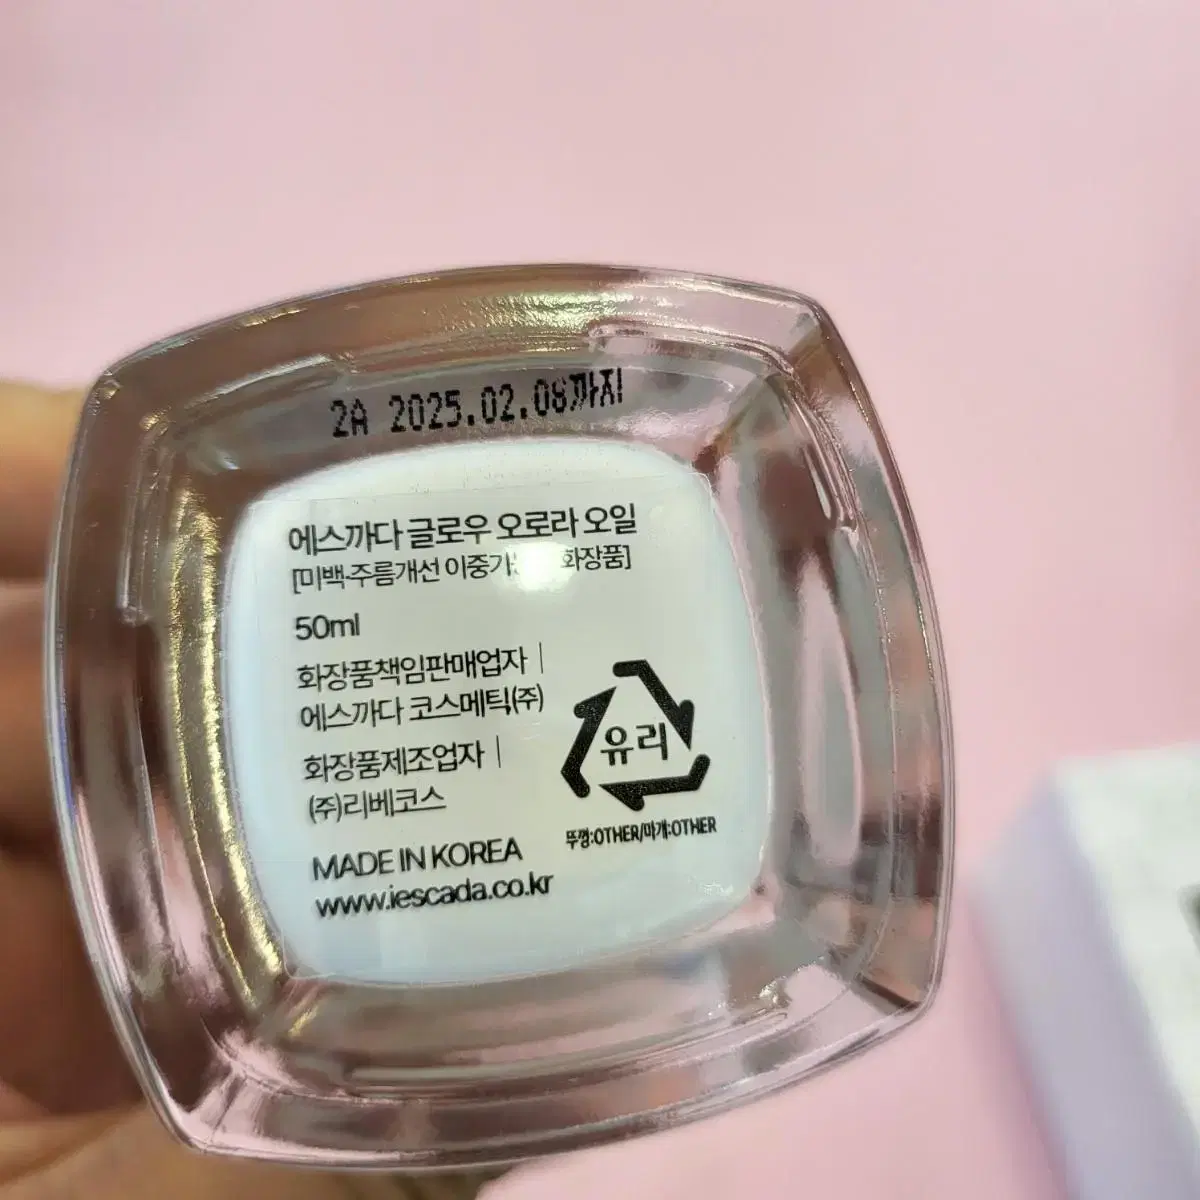 2A 2025.02.08까지
에스까다 글로우 오로라 오일
[미백·주름개선 화장품]
50ml
화장품책임판매업자 |
에스까다 코스메틱(주)
화장품제조업자 |
(주)리베코스
MADE IN KOREA
www.iescada.co.kr
유리
뚜껑:OTHER/마개:OTHER